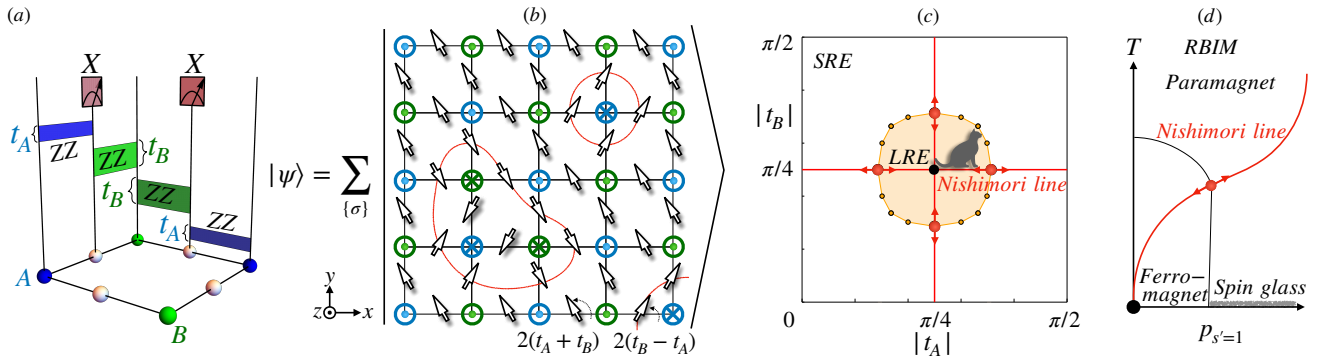 (a)
X
X
t_A
ZZ
ZZ
t_B
t_B
ZZ
ZZ
t_A
A
B
(b)
|ψ⟩ = ∑
{σ}
y
z
x
2(t_A + t_B)
2(t_B − t_A)
(c)
π/2
SRE
|t_B|
LRE
π/4
Nishimori line
0
π/4
π/2
|t_A|
(d)
T
RBIM
Paramagnet
Nishimori line
Ferro-
magnet
Spin glass
p_{s′=1}